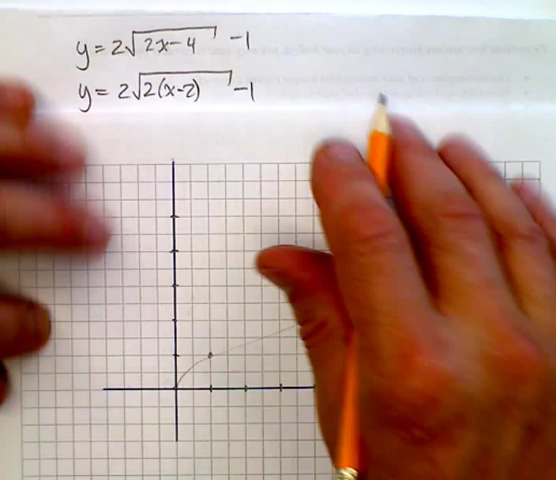 y = 2√(2x-4) -1
y = 2√(2(x-2)) -1